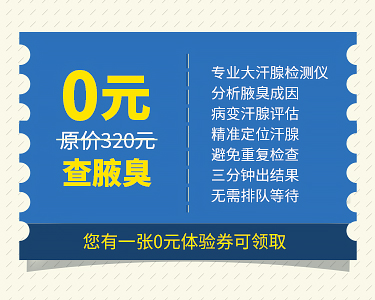 0元
原价320元
查腋臭
专业大汗腺检测仪
分析腋臭成因
病变汗腺评估
精准定位汗腺
避免重复检查
三分钟出结果
无需排队等待
您有一张0元体验券可领取